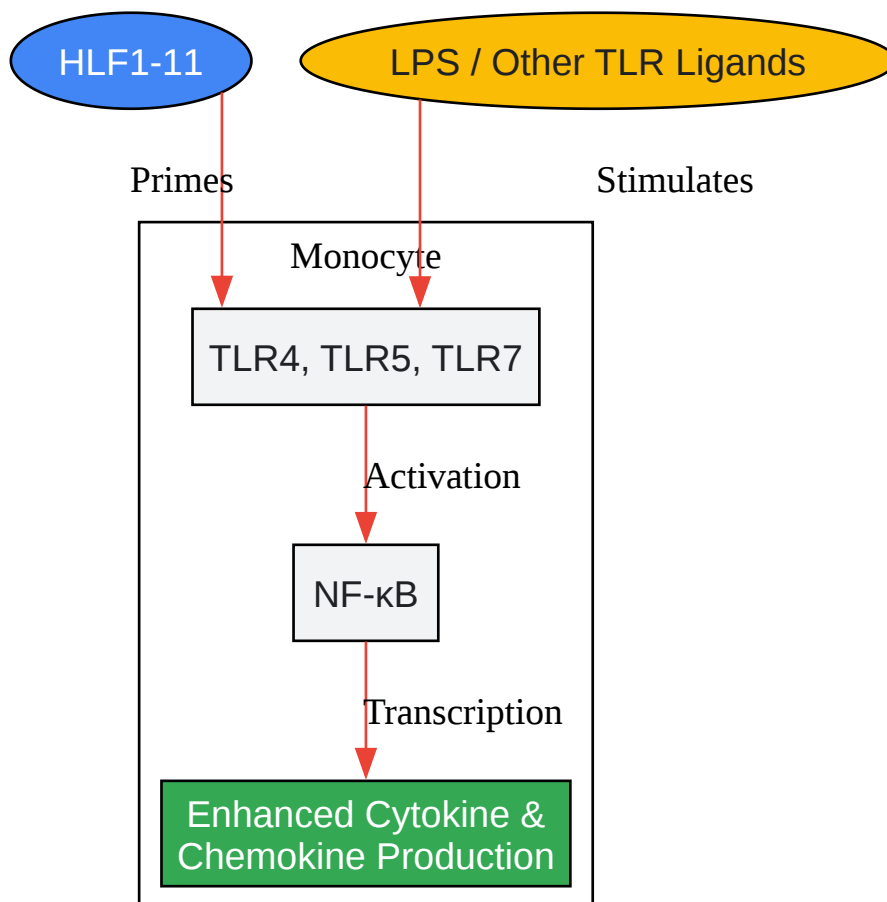 HLF1-11
LPS / Other TLR Ligands
Primes
Stimulates
Monocyte
TLR4, TLR5, TLR7
Activation
NF-κB
Transcription
Enhanced Cytokine &
Chemokine Production